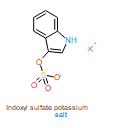 NH
K⁺
O
O
S
O⁻
O
Indoxyl sulfate potassium
salt